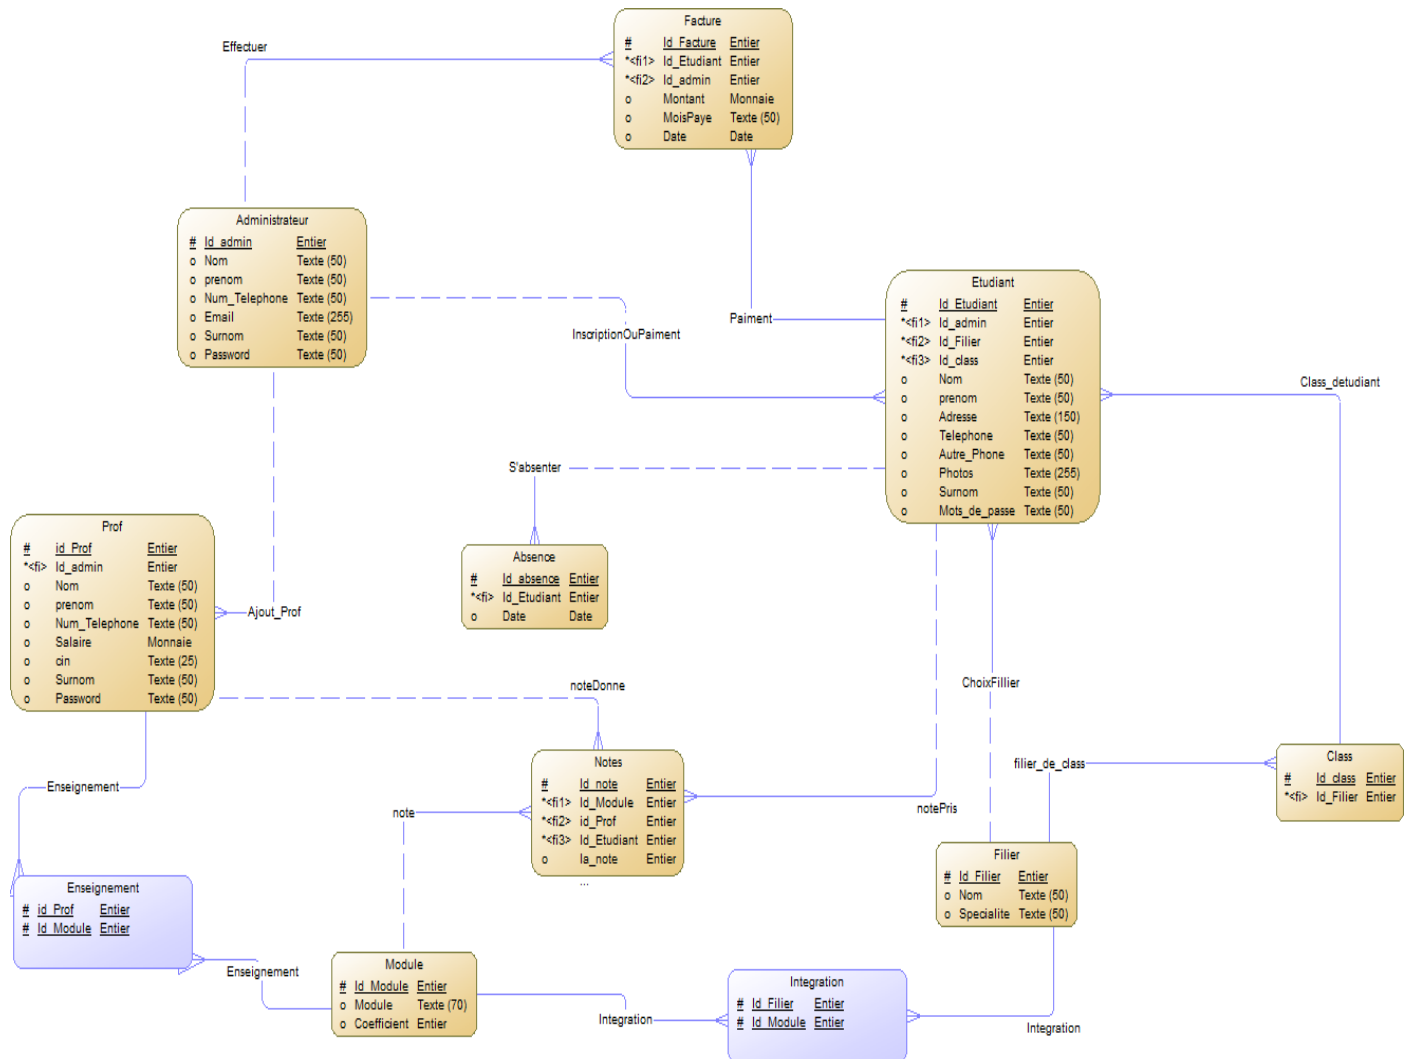 Facture
# Id_Facture Entier
*<fi1> Id_Etudiant Entier
*<fi2> Id_admin Entier
o Montant Monnaie
o MoisPaye Texte (50)
o Date Date
Effectuer
Administrateur
# Id_admin Entier
o Nom Texte (50)
o prenom Texte (50)
o Num_Telephone Texte (50)
o Email Texte (255)
o Surnom Texte (50)
o Password Texte (50)
InscriptionOuPaiment
Paiment
Etudiant
# Id_Etudiant Entier
*<fi1> Id_admin Entier
*<fi2> Id_Filier Entier
*<fi3> Id_class Entier
o Nom Texte (50)
o prenom Texte (50)
o Adresse Texte (150)
o Telephone Texte (50)
o Autre_Phone Texte (50)
o Photos Texte (255)
o Surnom Texte (50)
o Mots_de_passe Texte (50)
Class_detudiant
S'absenter
Prof
# id_Prof Entier
*<fi> Id_admin Entier
o Nom Texte (50)
o prenom Texte (50)
o Num_Telephone Texte (50)
o Salaire Monnaie
o cin Texte (25)
o Surnom Texte (50)
o Password Texte (50)
Ajout_Prof
Absence
# Id_absence Entier
*<fi> Id_Etudiant Entier
o Date Date
noteDonne
ChoixFillier
Enseignement
note
Notes
# Id_note Entier
*<fi1> Id_Module Entier
*<fi2> id_Prof Entier
*<fi3> Id_Etudiant Entier
o la_note Entier
...
notePris
filier_de_class
Class
# Id_class Entier
*<fi> Id_Filier Entier
Filier
# Id_Filier Entier
o Nom Texte (50)
o Specialite Texte (50)
Enseignement
# id_Prof Entier
# Id_Module Entier
Enseignement
Module
# Id_Module Entier
o Module Texte (70)
o Coefficient Entier
Integration
Integration
# Id_Filier Entier
# Id_Module Entier
Integration